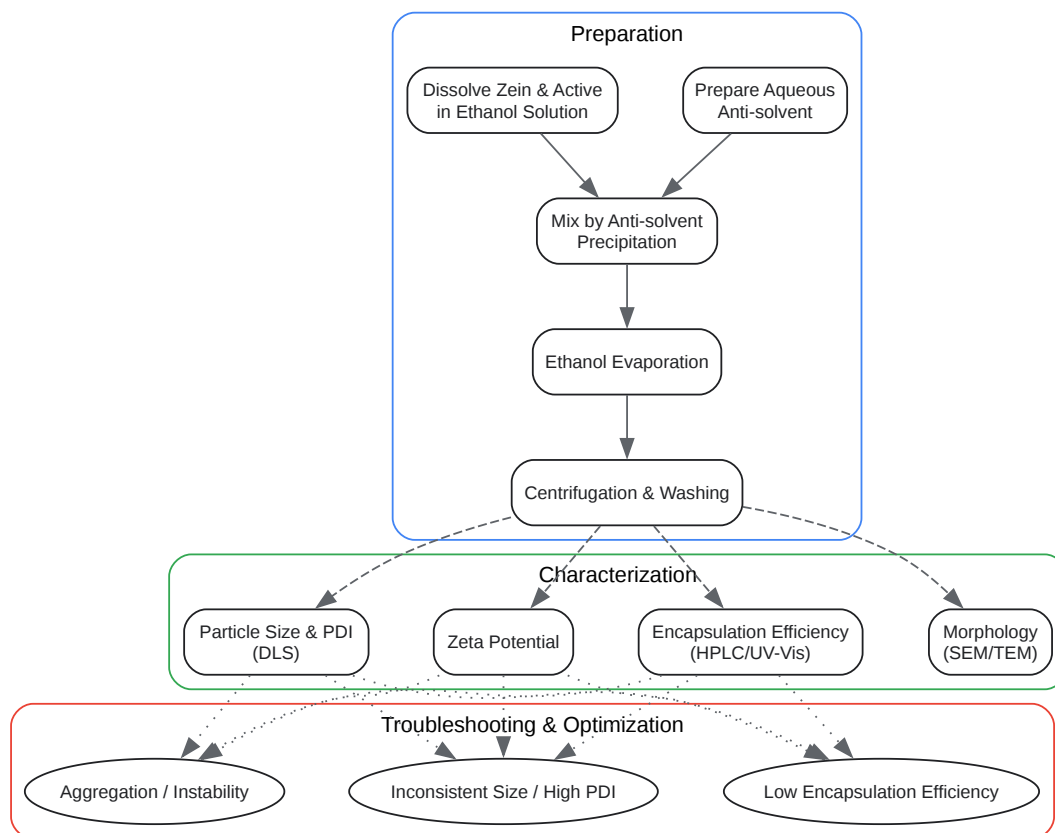 Preparation
Dissolve Zein & Active
in Ethanol Solution
Prepare Aqueous
Anti-solvent
Mix by Anti-solvent
Precipitation
Ethanol Evaporation
Centrifugation & Washing
Characterization
Particle Size & PDI
(DLS)
Zeta Potential
Encapsulation Efficiency
(HPLC/UV-Vis)
Morphology
(SEM/TEM)
Troubleshooting & Optimization
Aggregation / Instability
Inconsistent Size / High PDI
Low Encapsulation Efficiency